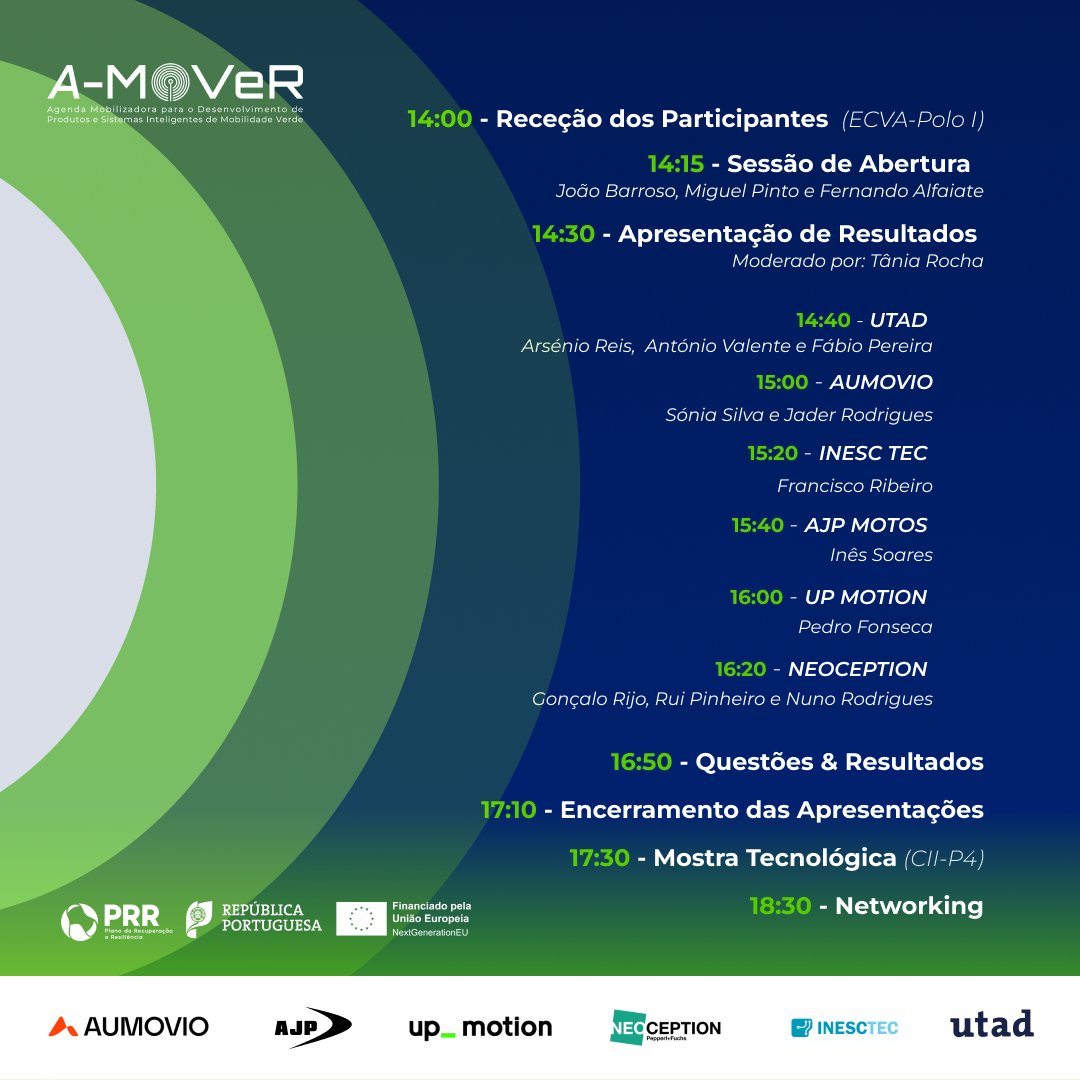 A-MOVeR
Agenda Mobilizadora para o Desenvolvimento de
Produtos e Sistemas Inteligentes de Mobilidade Verde
14:00 - Receção dos Participantes (ECVA-Polo I)
14:15 - Sessão de Abertura
João Barroso, Miguel Pinto e Fernando Alfaiate
14:30 - Apresentação de Resultados
Moderado por: Tânia Rocha
14:40 - UTAD
Arsénio Reis, António Valente e Fábio Pereira
15:00 - AUMOVIO
Sónia Silva e Jader Rodrigues
15:20 - INESC TEC
Francisco Ribeiro
15:40 - AJP MOTOS
Inês Soares
16:00 - UP MOTION
Pedro Fonseca
16:20 - NEOCEPTION
Gonçalo Rijo, Rui Pinheiro e Nuno Rodrigues
16:50 - Questões & Resultados
17:10 - Encerramento das Apresentações
17:30 - Mostra Tecnológica (CII-P4)
18:30 - Networking
PRR
Plano de Recuperação
e Resiliência
REPÚBLICA
PORTUGUESA
Financiado pela
União Europeia
NextGenerationEU
AUMOVIO
AJP
up_motion
NEOCEPTION
Pepperl+Fuchs
INESCTEC
utad